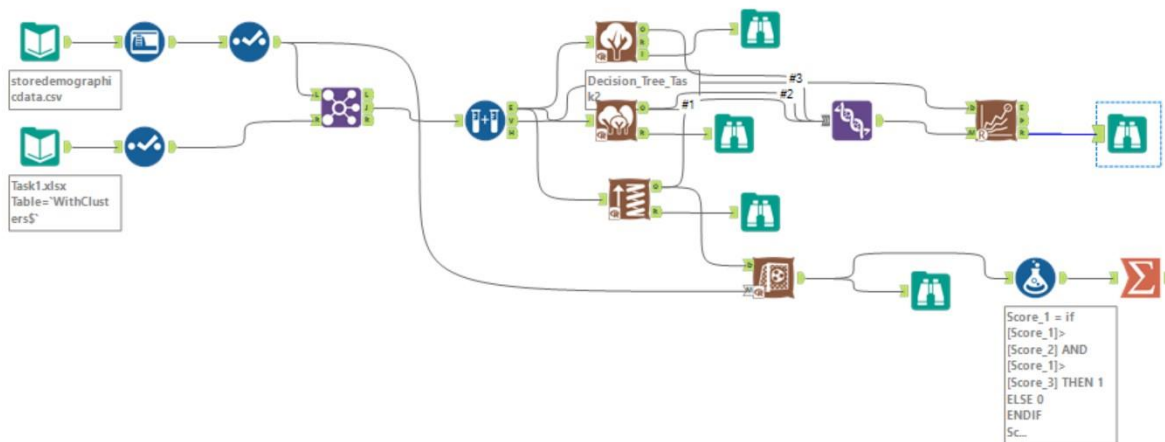 storedemographi
cdata.csv
Task1.xlsx
Table=`WithClust
ers$`
Decision_Tree_Tas
k2
#3
#2
#1
Score_1 = if
[Score_1]>
[Score_2] AND
[Score_1]>
[Score_3] THEN 1
ELSE 0
ENDIF
Sc...